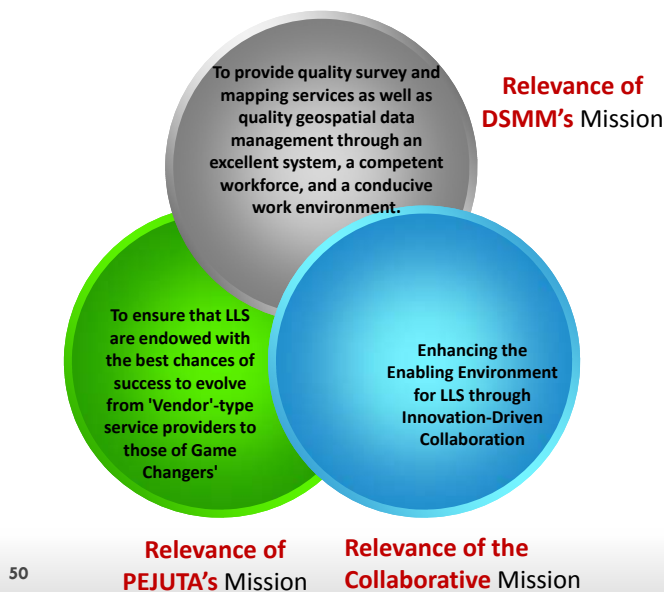 To provide quality survey and
mapping services as well as
quality geospatial data
management through an
excellent system, a competent
workforce, and a conducive
work environment.
Relevance of
DSMM's Mission
To ensure that LLS
are endowed with
the best chances of
success to evolve
from 'Vendor'-type
service providers to
those of Game
Changers'
Enhancing the
Enabling Environment
for LLS through
Innovation-Driven
Collaboration
Relevance of
PEJUTA's Mission
Relevance of the
Collaborative Mission
50